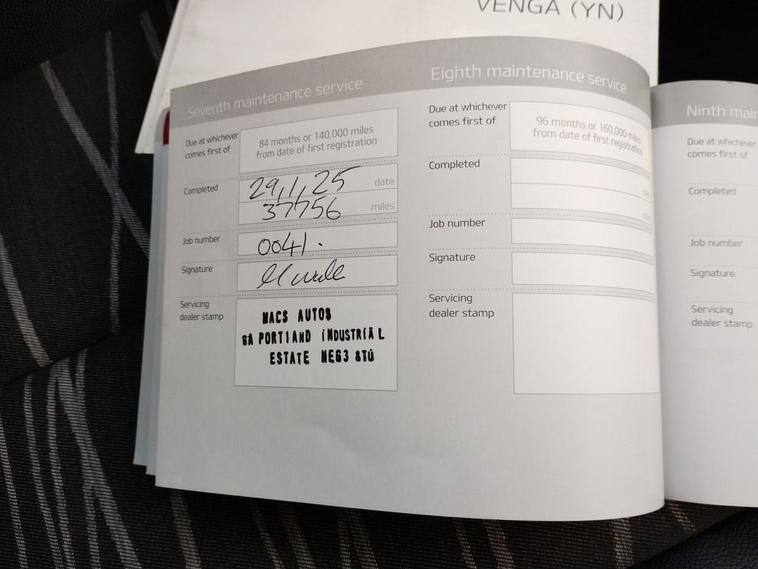 VENGA (YN)
Seventh maintenance service
Due at whichever
comes first of
84 months or 140,000 miles
from date of first registration
Completed
29,1,25 date
37756 miles
Job number
0041.
Signature
Servicing
dealer stamp
MACS AUTOS
6A PORTLAND INDUSTRIAL
ESTATE NE63 8TÚ
Eighth maintenance service
Due at whichever
comes first of
96 months or 160,000 miles
from date of first registration
Completed
Job number
Signature
Servicing
dealer stamp
Ninth main
Due at whichever
comes first of
Completed
Job number
Signature
Servicing
dealer stamp